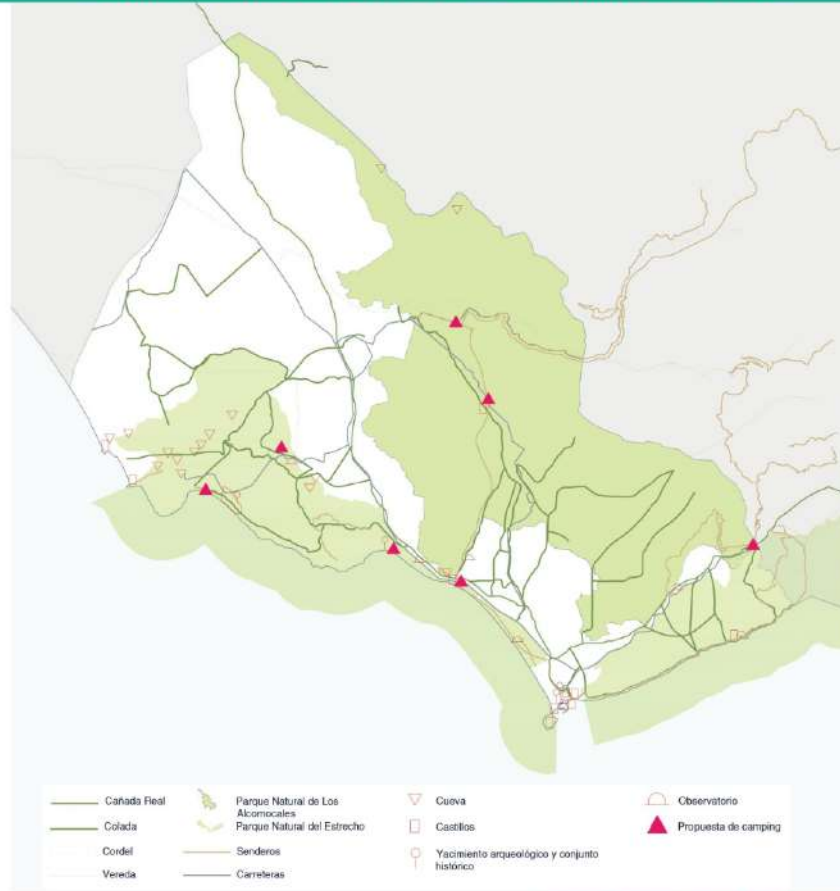 Cañada Real
Colada
Cordel
Vereda
Parque Natural de Los
Alcornocales
Parque Natural del Estrecho
Senderos
Carreteras
Cueva
Castillos
Yacimiento arqueológico y conjunto
histórico
Observatorio
Propuesta de camping